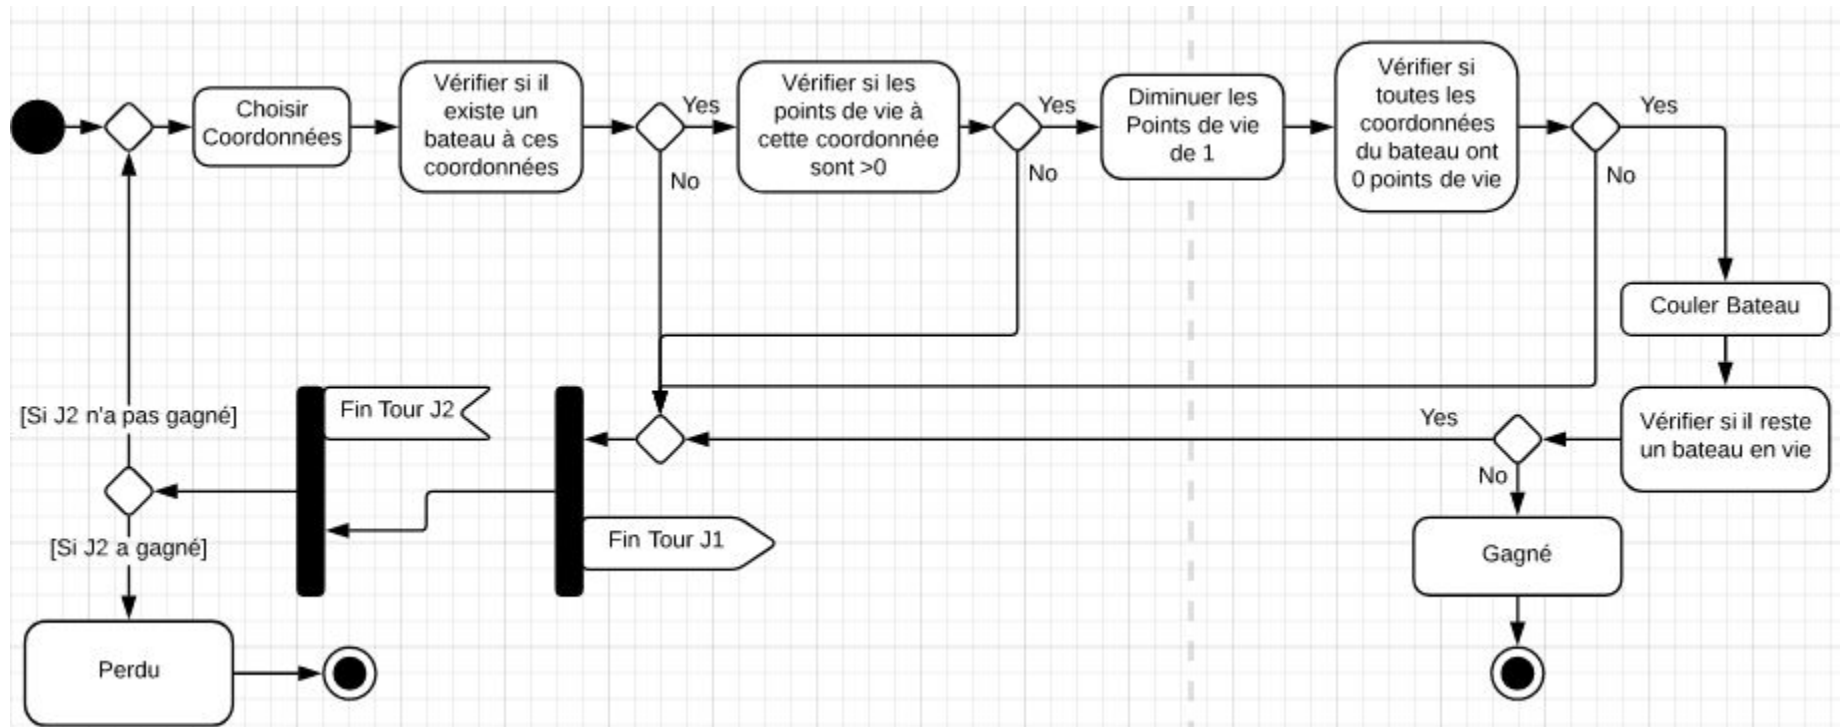 Choisir
Coordonnées
Vérifier si il
existe un
bateau à ces
coordonnées
Yes
No
Vérifier si les
points de vie à
cette coordonnée
sont >0
Yes
No
Diminuer les
Points de vie
de 1
Vérifier si
toutes les
coordonnées
du bateau ont
0 points de vie
Yes
No
Couler Bateau
Vérifier si il reste
un bateau en vie
Yes
No
Gagné
Fin Tour J1
Fin Tour J2
[Si J2 n'a pas gagné]
[Si J2 a gagné]
Perdu